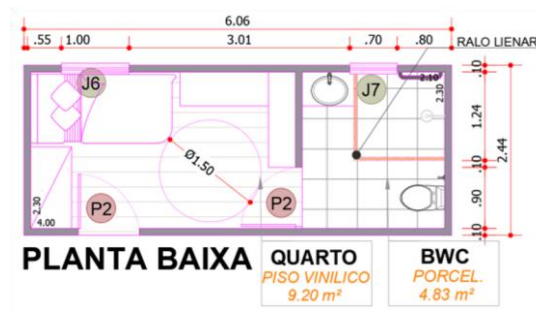 6.06
.55 1.00 3.01 .70 .80
RALO LIENAR
J6
J7
2.10
2.30
.10
1.24
2.44
.10
.90
.10
Ø1.50
P2
P2
2.30
4.00
PLANTA BAIXA
QUARTO
PISO VINILICO
9.20 m²
BWC
PORCEL.
4.83 m²